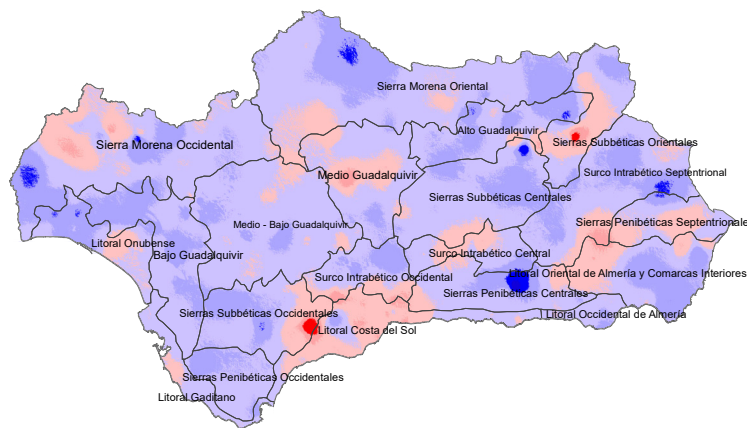 Sierra Morena Oriental
Alto Guadalquivir
Sierra Morena Occidental
Sierras Subbéticas Orientales
Medio Guadalquivir
Surco Intrabético Septentrional
Sierras Subbéticas Centrales
Medio - Bajo Guadalquivir
Sierras Penibéticas Septentrionale
Litoral Onubense
Bajo Guadalquivir
Surco Intrabético Central
Surco Intrabético Occidental
Litoral Oriental de Almería y Comarcas Interiores
Sierras Penibéticas Centrales
Sierras Subbéticas Occidentales
Litoral Occidental de Almería
Litoral Costa del Sol
Sierras Penibéticas Occidentales
Litoral Gaditano